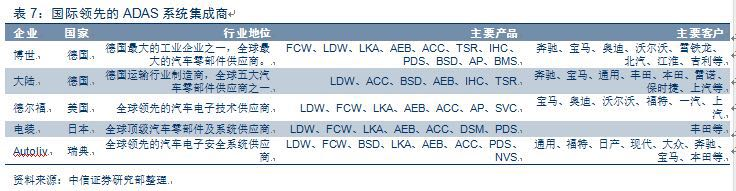 表 7：国际领先的 ADAS 系统集成商
企业 国家 行业地位 主要产品 主要客户
博世 德国 德国最大的工业企业之一，全球最大的汽车零部件供应商。 FCW、LDW、LKA、AEB、ACC、TSR、IHC、PDS、BSD、AP、BMS 奔驰、宝马、奥迪、沃尔沃、雷铁龙、北汽、江淮、吉利等
大陆 德国 德国运输行业制造商，全球五大汽车零部件供应商之一 LDW、ACC、BSD、AEB、IHC、TSR 奔驰、宝马、通用、丰田、本田、雷诺、保时捷、上汽等
德尔福 美国 全球领先的汽车电子技术供应商 LDW、FCW、LKA、AEB、ACC、AP、SVC 宝马、奥迪、沃尔沃、福特、一汽、上汽
电装 日本 全球顶级汽车零部件及系统供应商 LDW、FCW、LKA、AEB、ACC、DSM、PDS 丰田等
Autoliv 瑞典 全球领先的汽车电子安全系统供应商 LDW、FCW、BSD、LKA、AEB、ACC、PDS、NVS 通用、福特、日产、现代、大众、奔驰、宝马、本田等
资料来源：中信证券研究部整理